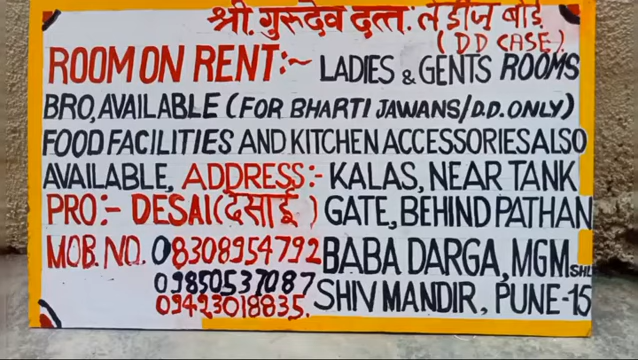 श्री. गुरुदेव दत्त. लेडीज बोर्ड
(DD CASE)
ROOM ON RENT:~ LADIES & GENTS ROOMS
BRO, AVAILABLE (FOR BHARTI JAWANS/D.D. ONLY)
FOOD FACILITIES AND KITCHEN ACCESSORIES ALSO
AVAILABLE, ADDRESS:- KALAS, NEAR TANK
PRO:- DESAI (देसाई) GATE, BEHIND PATHAN
MOB. NO. 08308954792 BABA DARGA, MGM
09850537087 SHIV MANDIR, PUNE-15
09423018835.